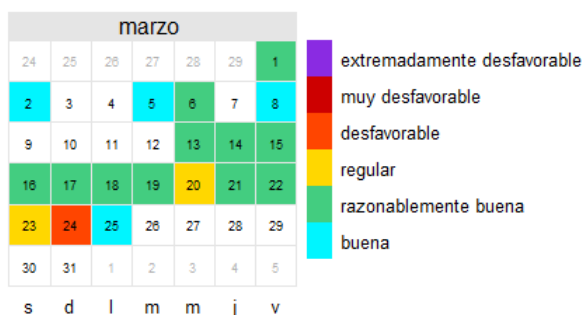 marzo
24 25 26 27 28 29 1
2 3 4 5 6 7 8
9 10 11 12 13 14 15
16 17 18 19 20 21 22
23 24 25 26 27 28 29
30 31 1 2 3 4 5
s d l m m j v
extremadamente desfavorable
muy desfavorable
desfavorable
regular
razonablemente buena
buena